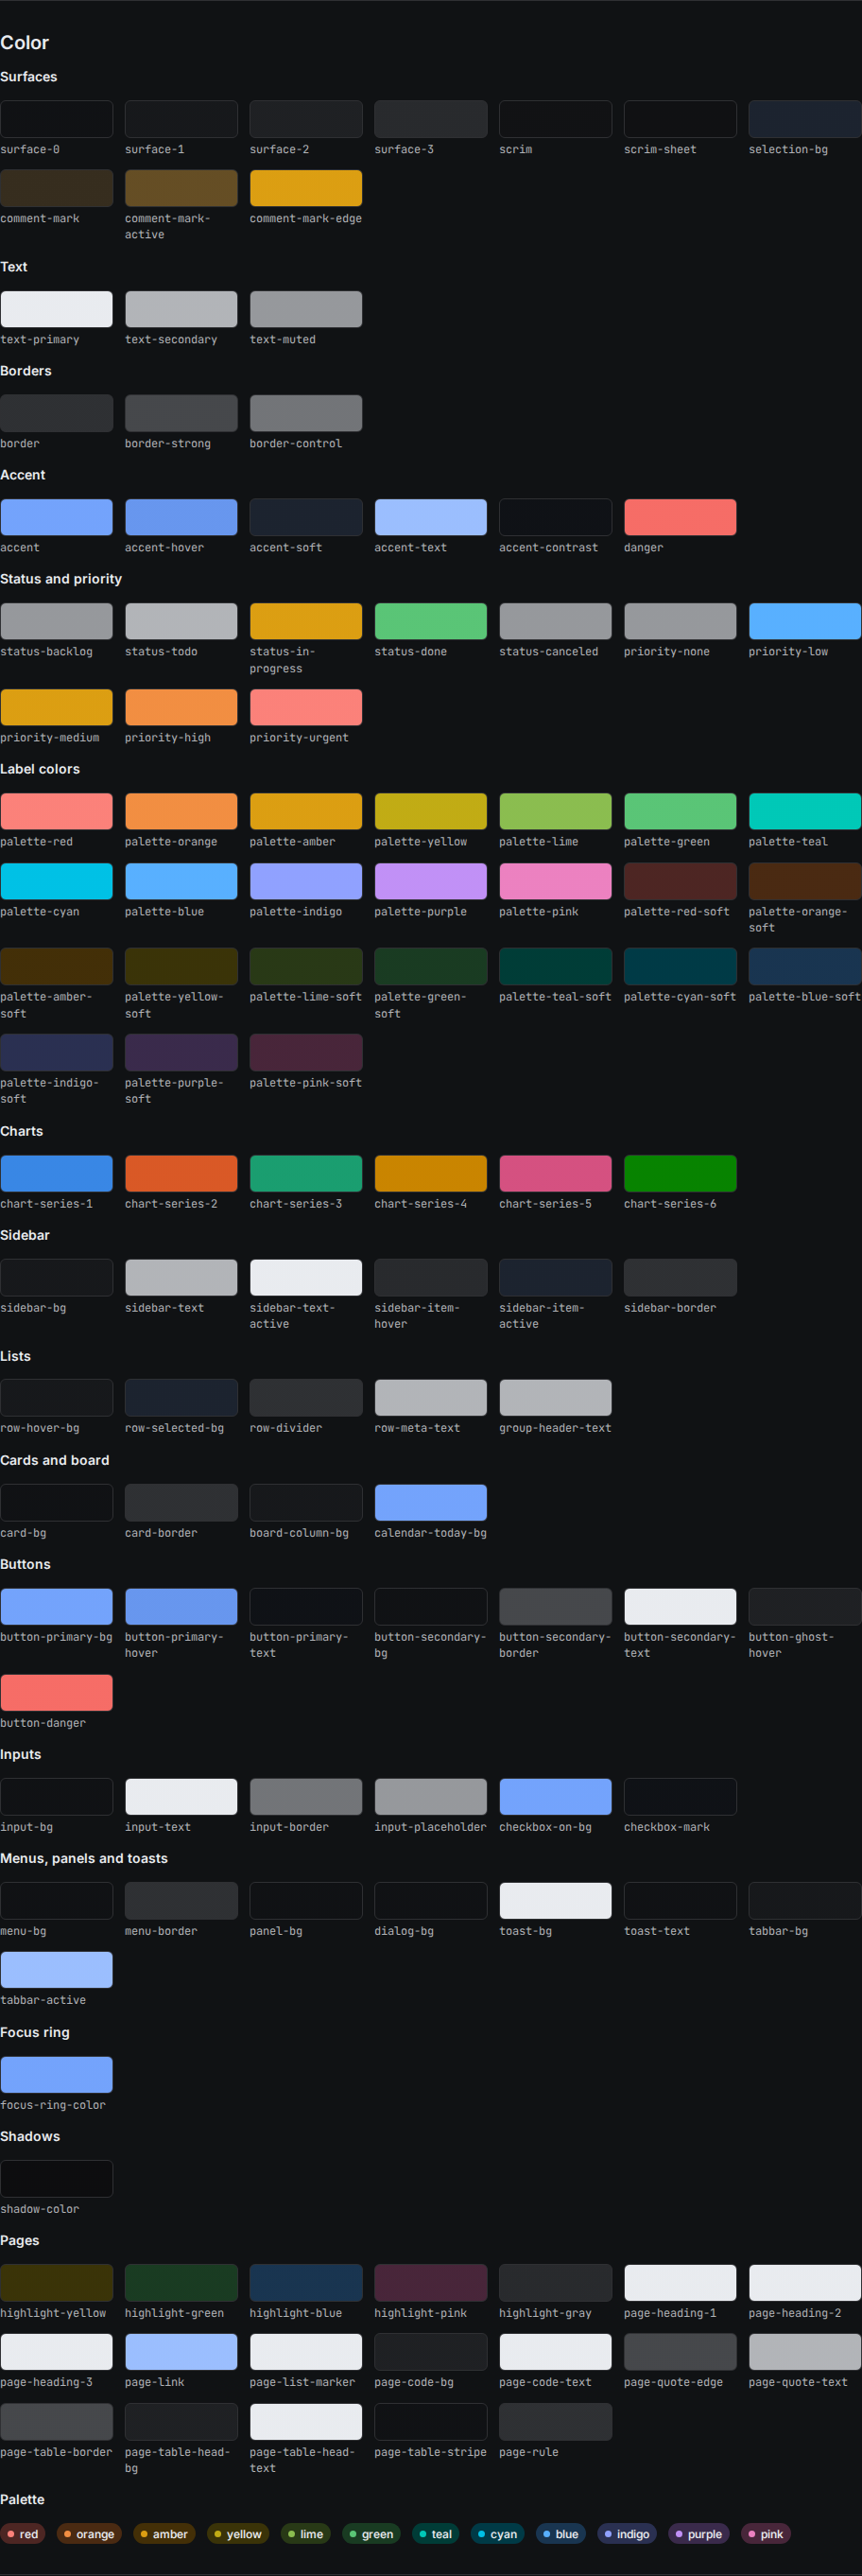 Color
Surfaces
surface-0 surface-1 surface-2 surface-3 scrim scrim-sheet selection-bg
comment-mark comment-mark-active comment-mark-edge
Text
text-primary text-secondary text-muted
Borders
border border-strong border-control
Accent
accent accent-hover accent-soft accent-text accent-contrast danger
Status and priority
status-backlog status-todo status-in-progress status-done status-canceled priority-none priority-low
priority-medium priority-high priority-urgent
Label colors
palette-red palette-orange palette-amber palette-yellow palette-lime palette-green palette-teal
palette-cyan palette-blue palette-indigo palette-purple palette-pink palette-red-soft palette-orange-soft
palette-amber-soft palette-yellow-soft palette-lime-soft palette-green-soft palette-teal-soft palette-cyan-soft palette-blue-soft
palette-indigo-soft palette-purple-soft palette-pink-soft
Charts
chart-series-1 chart-series-2 chart-series-3 chart-series-4 chart-series-5 chart-series-6
Sidebar
sidebar-bg sidebar-text sidebar-text-active sidebar-item-hover sidebar-item-active sidebar-border
Lists
row-hover-bg row-selected-bg row-divider row-meta-text group-header-text
Cards and board
card-bg card-border board-column-bg calendar-today-bg
Buttons
button-primary-bg button-primary-hover button-primary-text button-secondary-bg button-secondary-border button-secondary-text button-ghost-hover
button-danger
Inputs
input-bg input-text input-border input-placeholder checkbox-on-bg checkbox-mark
Menus, panels and toasts
menu-bg menu-border panel-bg dialog-bg toast-bg toast-text tabbar-bg
tabbar-active
Focus ring
focus-ring-color
Shadows
shadow-color
Pages
highlight-yellow highlight-green highlight-blue highlight-pink highlight-gray page-heading-1 page-heading-2
page-heading-3 page-link page-list-marker page-code-bg page-code-text page-quote-edge page-quote-text
page-table-border page-table-head-bg page-table-head-text page-table-stripe page-rule
Palette
red orange amber yellow lime green teal cyan blue indigo purple pink